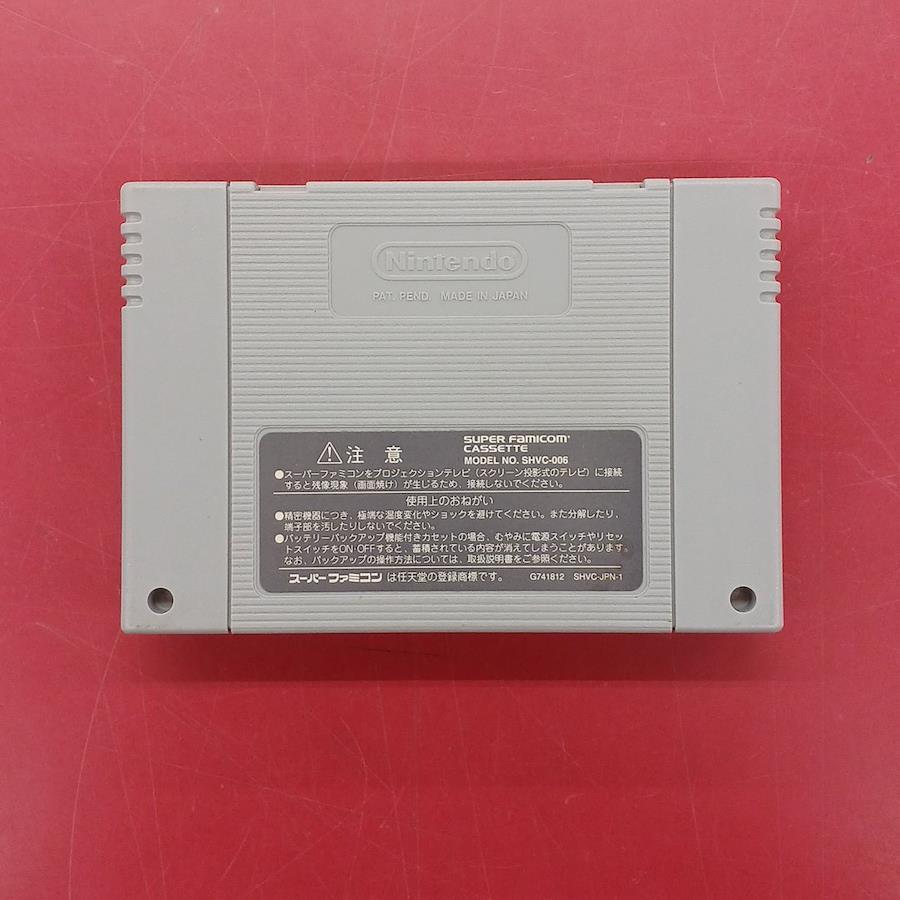 Nintendo
PAT. PEND. MADE IN JAPAN
⚠注 意
SUPER FAMICOM
CASSETTE
MODEL NO. SHVC-006
●スーパーファミコンをプロジェクションテレビ（スクリーン投影式のテレビ）に接続
すると残像現象（画面焼け）が生じるため、接続しないでください。
使用上のおねがい
●精密機器につき、極端な温度変化やショックを避けてください。また分解したり、
端子部を汚したりしないでください。
●バッテリーバックアップ機能付きカセットの場合、むやみに電源スイッチやリセッ
トスイッチをON・OFFすると、蓄積されている内容が消えてしまうことがあります。
なお、バックアップの操作方法については、取扱説明書をご参照ください。
スーパーファミコン は任天堂の登録商標です。 G741812 SHVC-JPN-1